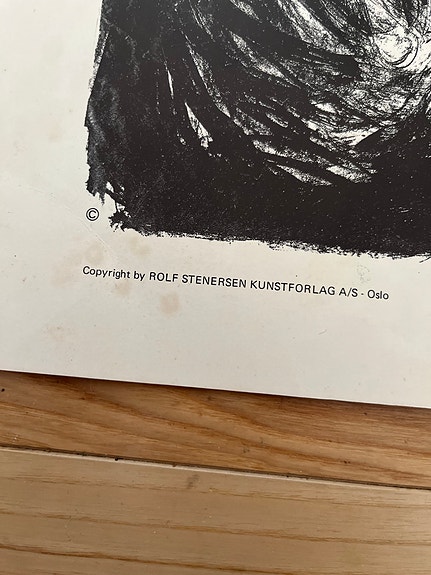 ©
Copyright by ROLF STENERSEN KUNSTFORLAG A/S - Oslo